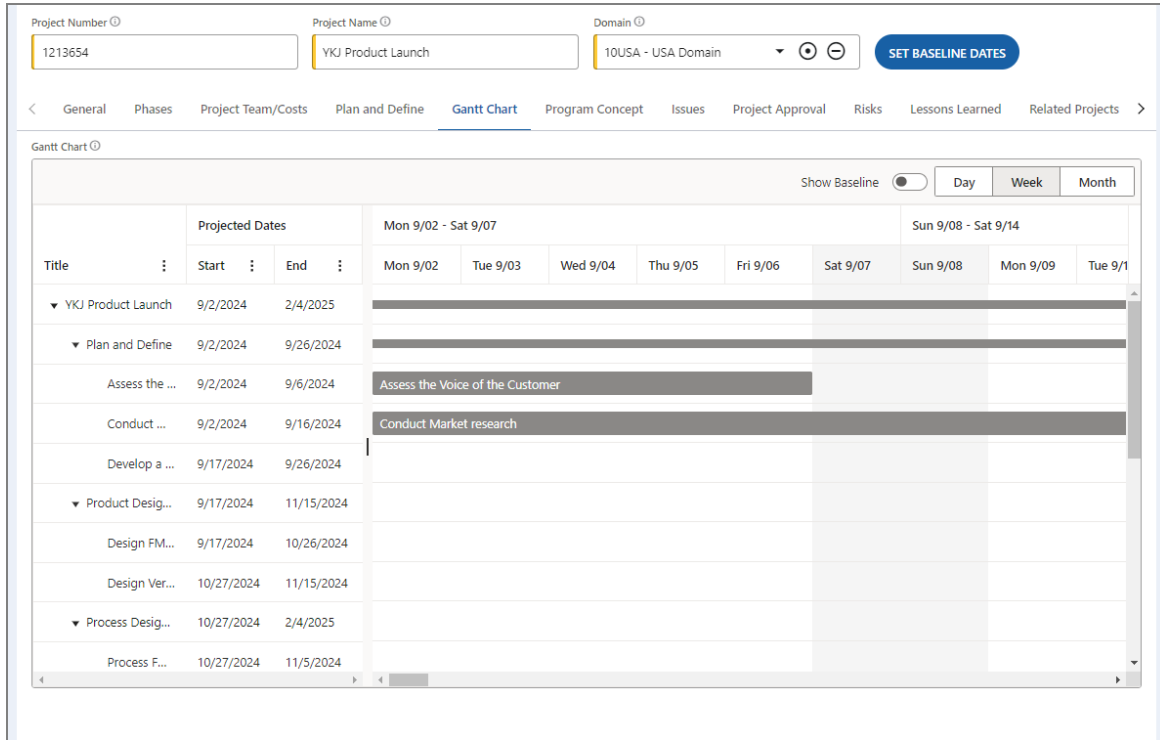 Project Number Project Name Domain
1213654 YKJ Product Launch 10USA - USA Domain SET BASELINE DATES
General Phases Project Team/Costs Plan and Define Gantt Chart Program Concept Issues Project Approval Risks Lessons Learned Related Projects
Gantt Chart
Show Baseline Day Week Month
Projected Dates Mon 9/02 - Sat 9/07 Sun 9/08 - Sat 9/14
Title Start End Mon 9/02 Tue 9/03 Wed 9/04 Thu 9/05 Fri 9/06 Sat 9/07 Sun 9/08 Mon 9/09 Tue 9/1
YKJ Product Launch 9/2/2024 2/4/2025
Plan and Define 9/2/2024 9/26/2024
Assess the ... 9/2/2024 9/6/2024 Assess the Voice of the Customer
Conduct ... 9/2/2024 9/16/2024 Conduct Market research
Develop a ... 9/17/2024 9/26/2024
Product Desig... 9/17/2024 11/15/2024
Design FM... 9/17/2024 10/26/2024
Design Ver... 10/27/2024 11/15/2024
Process Desig... 10/27/2024 2/4/2025
Process F... 10/27/2024 11/5/2024